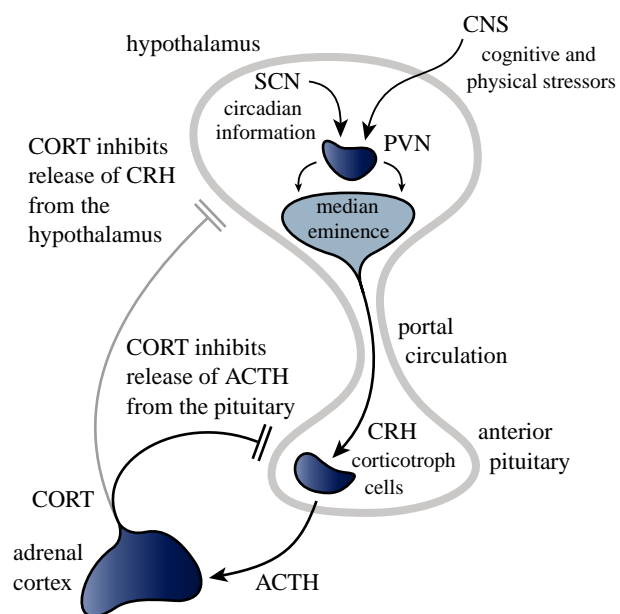 CNS
cognitive and
physical stressors
hypothalamus
SCN
circadian
information
PVN
CORT inhibits
release of CRH
from the
hypothalamus
median
eminence
portal
circulation
CORT inhibits
release of ACTH
from the pituitary
CRH
corticotroph
cells
anterior
pituitary
CORT
adrenal
cortex
ACTH